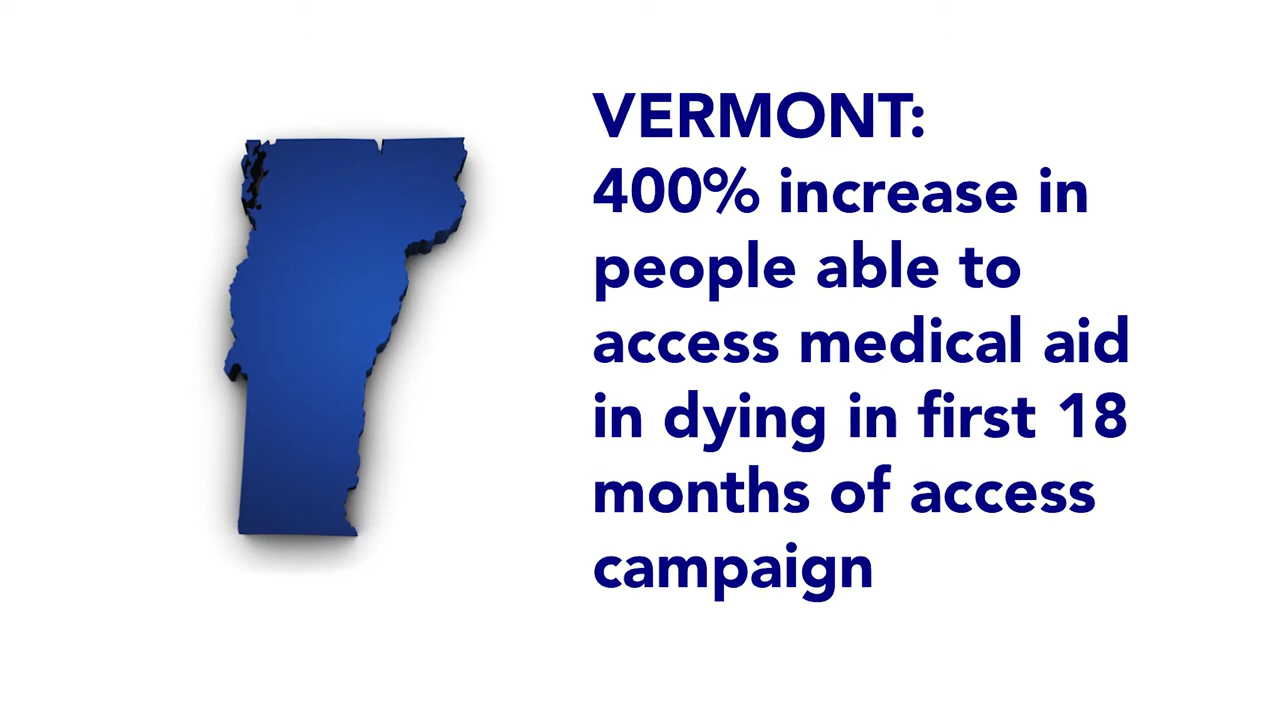 VERMONT:
400% increase in
people able to
access medical aid
in dying in first 18
months of access
campaign